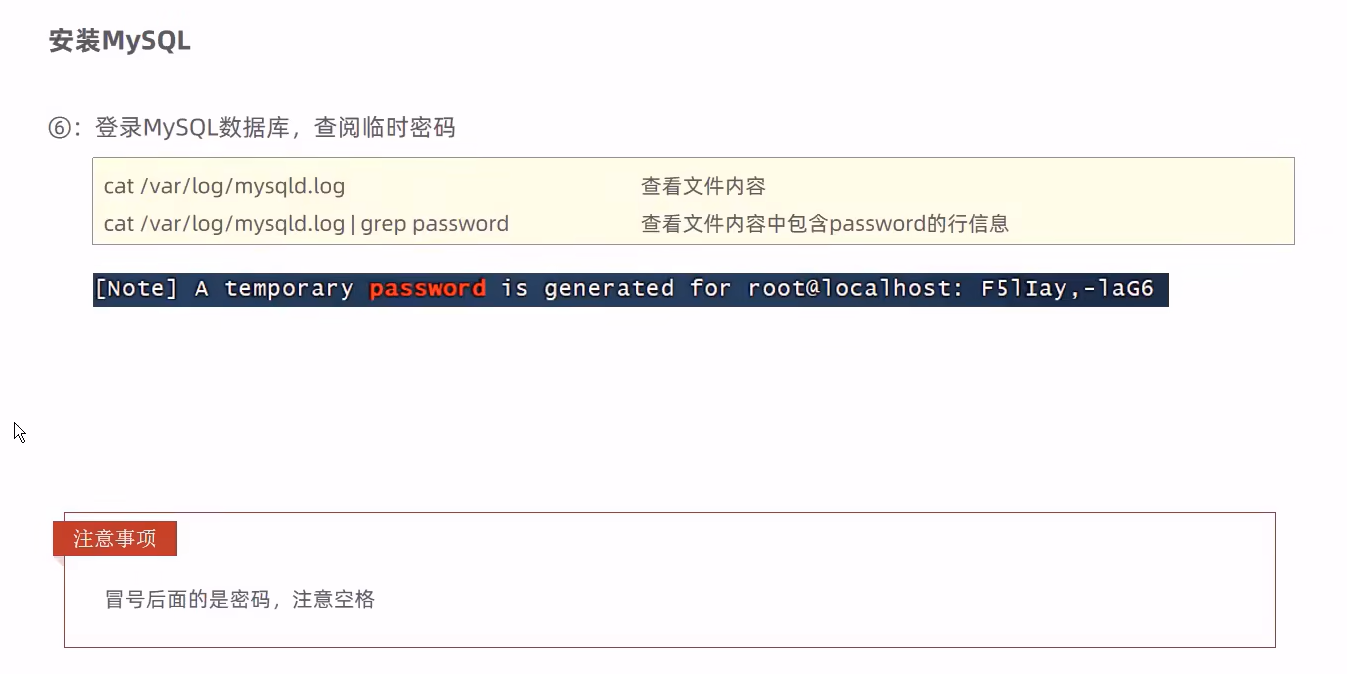 安装MySQL
⑥：登录MySQL数据库，查阅临时密码
cat /var/log/mysqld.log 查看文件内容
cat /var/log/mysqld.log | grep password 查看文件内容中包含password的行信息
[Note] A temporary password is generated for root@localhost: F5lIay,-laG6
注意事项
冒号后面的是密码，注意空格